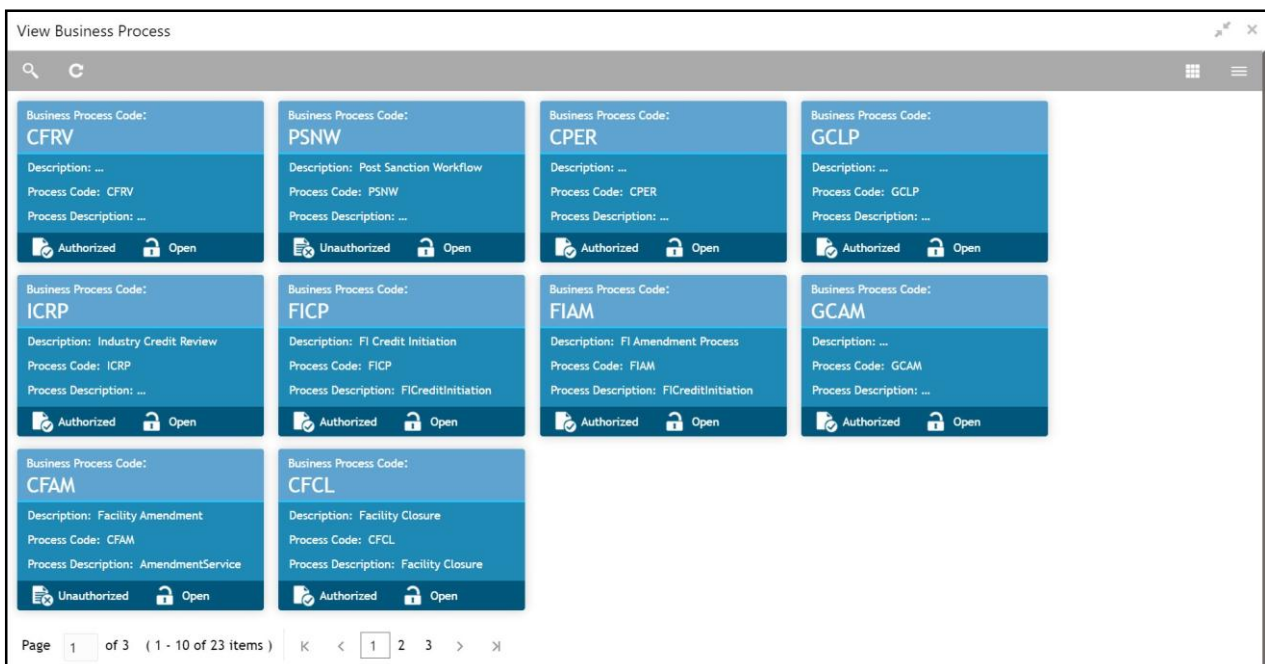 View Business Process
Business Process Code:
CFRV
Description: ...
Process Code: CFRV
Process Description: ...
Authorized Open
Business Process Code:
PSNW
Description: Post Sanction Workflow
Process Code: PSNW
Process Description: ...
Unauthorized Open
Business Process Code:
CPER
Description: ...
Process Code: CPER
Process Description: ...
Authorized Open
Business Process Code:
GCLP
Description: ...
Process Code: GCLP
Process Description: ...
Authorized Open
Business Process Code:
ICRP
Description: Industry Credit Review
Process Code: ICRP
Process Description: ...
Authorized Open
Business Process Code:
FICP
Description: FI Credit Initiation
Process Code: FICP
Process Description: FICreditInitiation
Authorized Open
Business Process Code:
FIAM
Description: FI Amendment Process
Process Code: FIAM
Process Description: FICreditInitiation
Authorized Open
Business Process Code:
GCAM
Description: ...
Process Code: GCAM
Process Description: ...
Authorized Open
Business Process Code:
CFAM
Description: Facility Amendment
Process Code: CFAM
Process Description: AmendmentService
Unauthorized Open
Business Process Code:
CFCL
Description: Facility Closure
Process Code: CFCL
Process Description: Facility Closure
Authorized Open
Page 1 of 3 ( 1 - 10 of 23 items ) 1 2 3